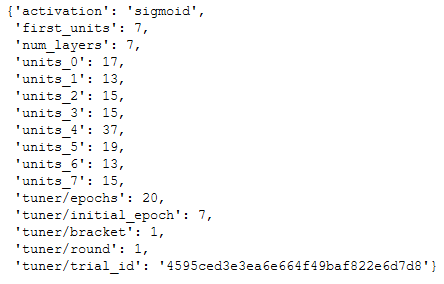 {'activation': 'sigmoid',
'first_units': 7,
'num_layers': 7,
'units_0': 17,
'units_1': 13,
'units_2': 15,
'units_3': 15,
'units_4': 37,
'units_5': 19,
'units_6': 13,
'units_7': 15,
'tuner/epochs': 20,
'tuner/initial_epoch': 7,
'tuner/bracket': 1,
'tuner/round': 1,
'tuner/trial_id': '4595ced3e3ea6e664f49baf822e6d7d8'}